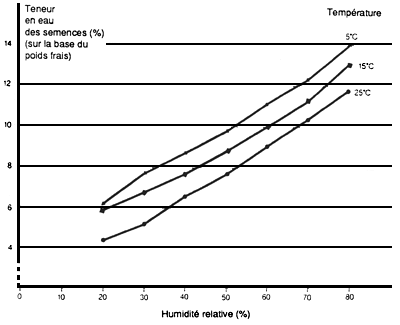 Teneur
en eau
des semences (%)
(sur la base du
poids frais)
Température
14
12
10
8
6
4
5°C
15°C
25°C
0 10 20 30 40 50 60 70 80
Humidité relative (%)